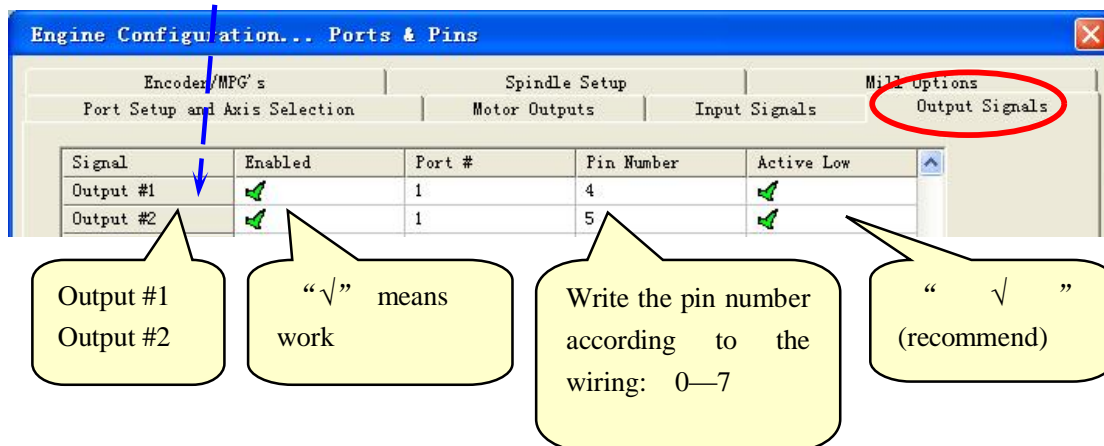 Engine Configuration... Ports & Pins
Encoder/MPG's Spindle Setup Mill Options
Port Setup and Axis Selection Motor Outputs Input Signals Output Signals
Signal Enabled Port # Pin Number Active Low
Output #1 1 4
Output #2 1 5
Output #1
Output #2
“√” means
work
Write the pin number
according to the
wiring: 0—7
“ √ ”
(recommend)